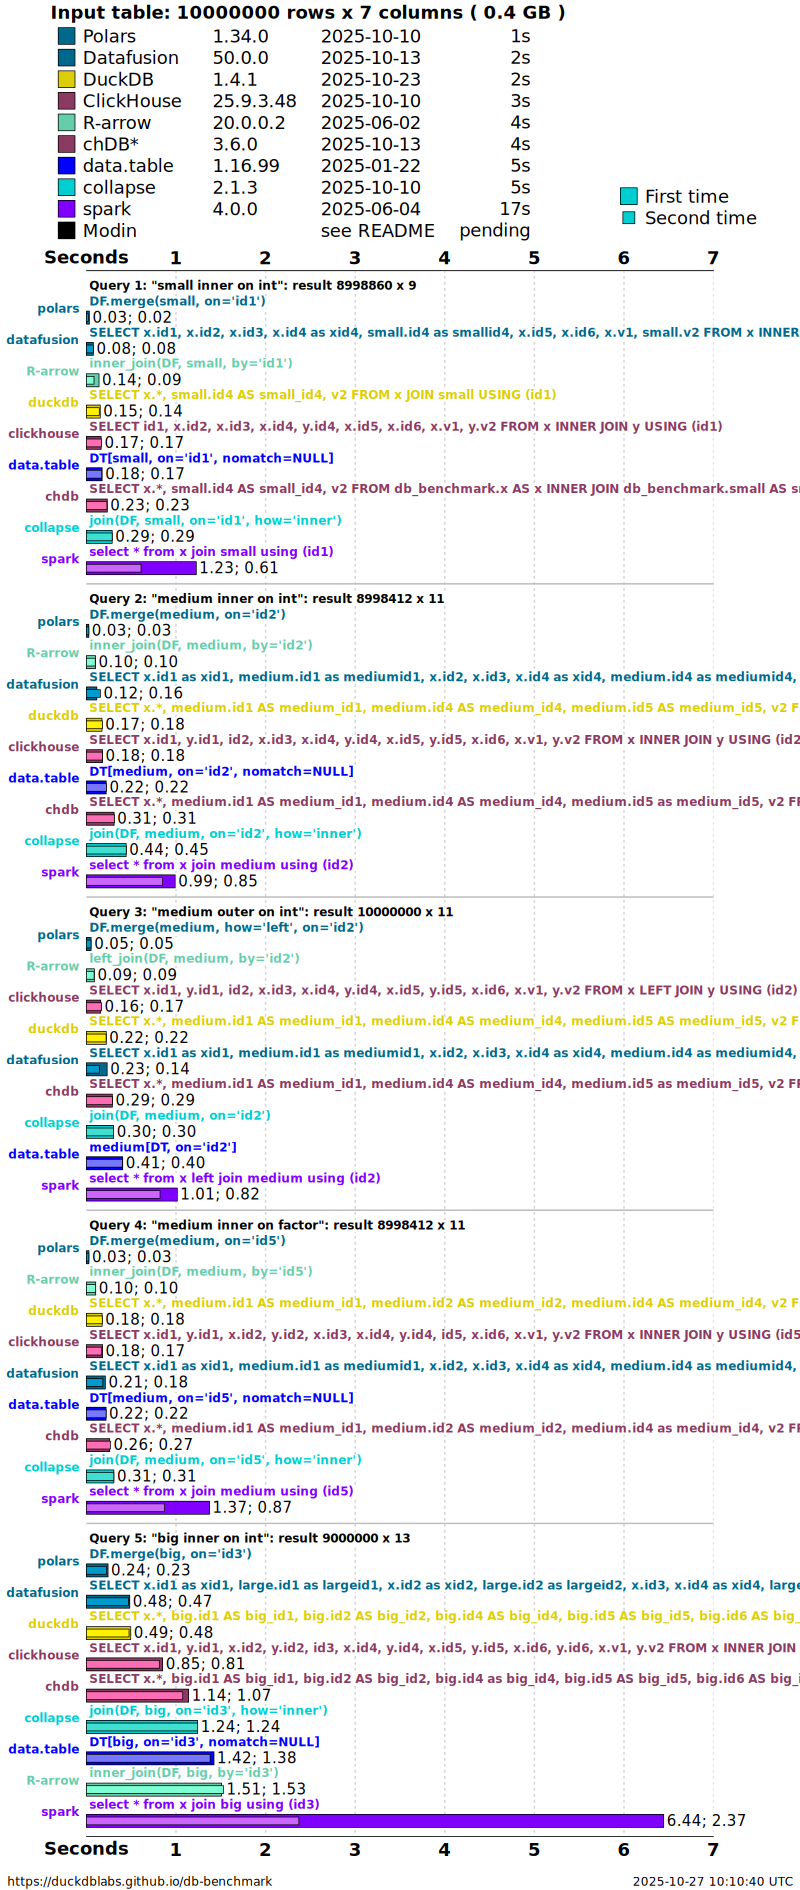 Input table: 10000000 rows x 7 columns ( 0.4 GB )
Polars 1.34.0 2025-10-10 1s
Datafusion 50.0.0 2025-10-13 2s
DuckDB 1.4.1 2025-10-23 2s
ClickHouse 25.9.3.48 2025-10-10 3s
R-arrow 20.0.0.2 2025-06-02 4s
chDB* 3.6.0 2025-10-13 4s
data.table 1.16.99 2025-01-22 5s
collapse 2.1.3 2025-10-10 5s
spark 4.0.0 2025-06-04 17s
Modin see README pending
First time
Second time
Seconds 1 2 3 4 5 6 7
Query 1: "small inner on int": result 8998860 x 9
polars DF.merge(small, on='id1')
0.03; 0.02
datafusion SELECT x.id1, x.id2, x.id3, x.id4 as xid4, small.id4 as smallid4, x.id5, x.id6, x.v1, small.v2 FROM x INNER
0.08; 0.08
R-arrow inner_join(DF, small, by='id1')
0.14; 0.09
duckdb SELECT x.*, small.id4 AS small_id4, v2 FROM x JOIN small USING (id1)
0.15; 0.14
clickhouse SELECT id1, x.id2, x.id3, x.id4, y.id4, x.id5, x.id6, x.v1, y.v2 FROM x INNER JOIN y USING (id1)
0.17; 0.17
data.table DT[small, on='id1', nomatch=NULL]
0.18; 0.17
chdb SELECT x.*, small.id4 AS small_id4, v2 FROM db_benchmark.x AS x INNER JOIN db_benchmark.small AS
0.23; 0.23
collapse join(DF, small, on='id1', how='inner')
0.29; 0.29
spark select * from x join small using (id1)
1.23; 0.61
Query 2: "medium inner on int": result 8998412 x 11
polars DF.merge(medium, on='id2')
0.03; 0.03
R-arrow inner_join(DF, medium, by='id2')
0.10; 0.10
datafusion SELECT x.id1 as xid1, medium.id1 as mediumid1, x.id2, x.id3, x.id4 as xid4, medium.id4 as mediumid4,
0.12; 0.16
duckdb SELECT x.*, medium.id1 AS medium_id1, medium.id4 AS medium_id4, medium.id5 AS medium_id5, v2
0.17; 0.18
clickhouse SELECT x.id1, y.id1, id2, x.id3, x.id4, y.id4, x.id5, y.id5, x.id6, x.v1, y.v2 FROM x INNER JOIN y USING (id2
0.18; 0.18
data.table DT[medium, on='id2', nomatch=NULL]
0.22; 0.22
chdb SELECT x.*, medium.id1 AS medium_id1, medium.id4 AS medium_id4, medium.id5 as medium_id5, v2
0.31; 0.31
collapse join(DF, medium, on='id2', how='inner')
0.44; 0.45
spark select * from x join medium using (id2)
0.99; 0.85
Query 3: "medium outer on int": result 10000000 x 11
polars DF.merge(medium, how='left', on='id2')
0.05; 0.05
R-arrow left_join(DF, medium, by='id2')
0.09; 0.09
clickhouse SELECT x.id1, y.id1, id2, x.id3, x.id4, y.id4, x.id5, y.id5, x.id6, x.v1, y.v2 FROM x LEFT JOIN y USING (id2)
0.16; 0.17
duckdb SELECT x.*, medium.id1 AS medium_id1, medium.id4 AS medium_id4, medium.id5 AS medium_id5, v2
0.22; 0.22
datafusion SELECT x.id1 as xid1, medium.id1 as mediumid1, x.id2, x.id3, x.id4 as xid4, medium.id4 as mediumid4,
0.23; 0.14
chdb SELECT x.*, medium.id1 AS medium_id1, medium.id4 AS medium_id4, medium.id5 as medium_id5, v2
0.29; 0.29
collapse join(DF, medium, on='id2')
0.30; 0.30
data.table medium[DT, on='id2']
0.41; 0.40
spark select * from x left join medium using (id2)
1.01; 0.82
Query 4: "medium inner on factor": result 8998412 x 11
polars DF.merge(medium, on='id5')
0.03; 0.03
R-arrow inner_join(DF, medium, by='id5')
0.10; 0.10
duckdb SELECT x.*, medium.id1 AS medium_id1, medium.id2 AS medium_id2, medium.id4 AS medium_id4, v2
0.18; 0.18
clickhouse SELECT x.id1, y.id1, x.id2, y.id2, x.id3, x.id4, y.id4, id5, x.id6, x.v1, y.v2 FROM x INNER JOIN y USING (id5
0.18; 0.17
datafusion SELECT x.id1 as xid1, medium.id1 as mediumid1, x.id2, x.id3, x.id4 as xid4, medium.id4 as mediumid4,
0.21; 0.18
data.table DT[medium, on='id5', nomatch=NULL]
0.22; 0.22
chdb SELECT x.*, medium.id1 AS medium_id1, medium.id2 AS medium_id2, medium.id4 as medium_id4, v2
0.26; 0.27
collapse join(DF, medium, on='id5', how='inner')
0.31; 0.31
spark select * from x join medium using (id5)
1.37; 0.87
Query 5: "big inner on int": result 9000000 x 13
polars DF.merge(big, on='id3')
0.24; 0.23
datafusion SELECT x.id1 as xid1, large.id1 as largeid1, x.id2 as xid2, large.id2 as largeid2, x.id3, x.id4 as xid4,
0.48; 0.47
duckdb SELECT x.*, big.id1 AS big_id1, big.id2 AS big_id2, big.id4 AS big_id4, big.id5 AS big_id5, big.id6 AS big_
0.49; 0.48
clickhouse SELECT x.id1, y.id1, x.id2, y.id2, id3, x.id4, y.id4, x.id5, y.id5, x.id6, y.id6, x.v1, y.v2 FROM x INNER JOIN
0.85; 0.81
chdb SELECT x.*, big.id1 AS big_id1, big.id2 AS big_id2, big.id4 as big_id4, big.id5 AS big_id5, big.id6 AS big_i
1.14; 1.07
collapse join(DF, big, on='id3', how='inner')
1.24; 1.24
data.table DT[big, on='id3', nomatch=NULL]
1.42; 1.38
R-arrow inner_join(DF, big, by='id3')
1.51; 1.53
spark select * from x join big using (id3)
6.44; 2.37
Seconds 1 2 3 4 5 6 7
https://duckdblabs.github.io/db-benchmark 2025-10-27 10:10:40 UTC